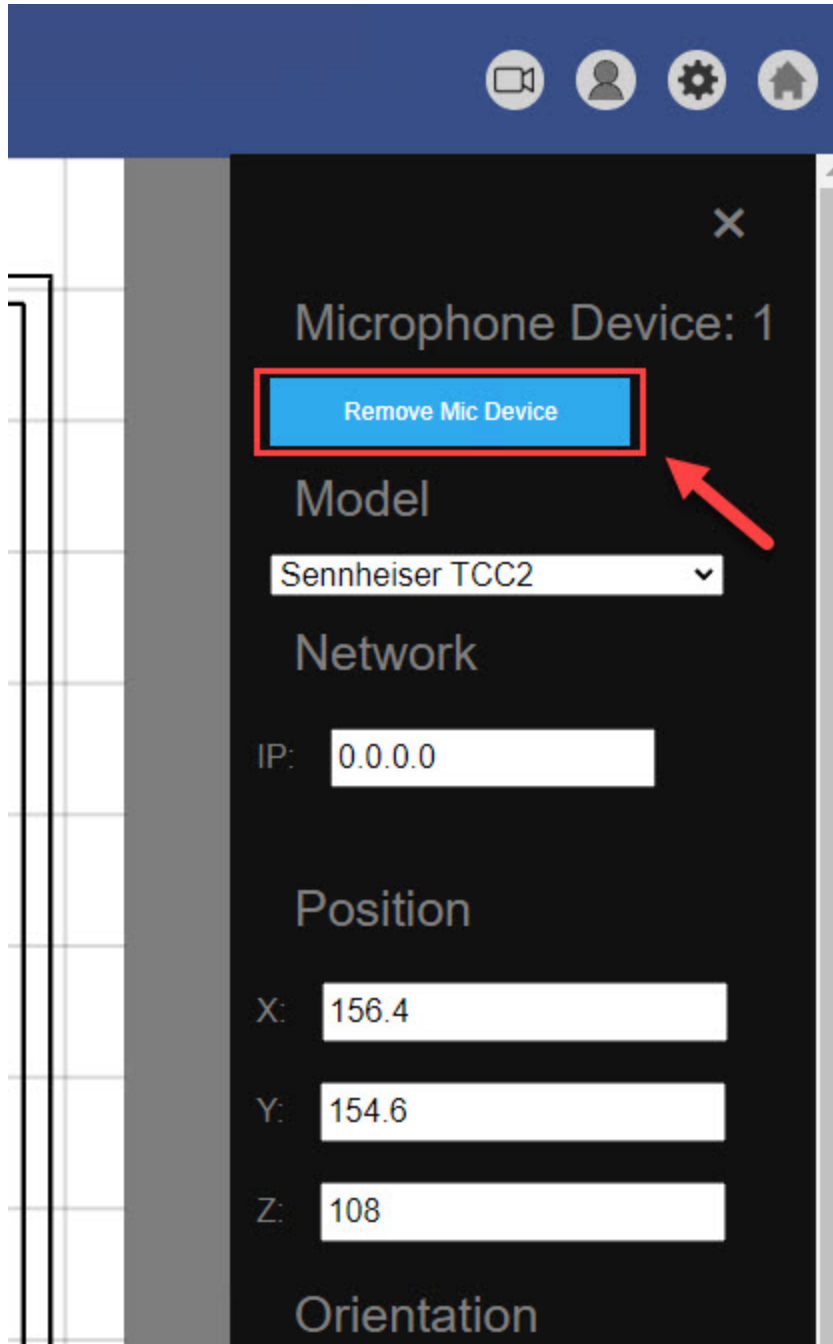 Microphone Device: 1
Remove Mic Device
Model
Sennheiser TCC2
Network
IP: 0.0.0.0
Position
X: 156.4
Y: 154.6
Z: 108
Orientation